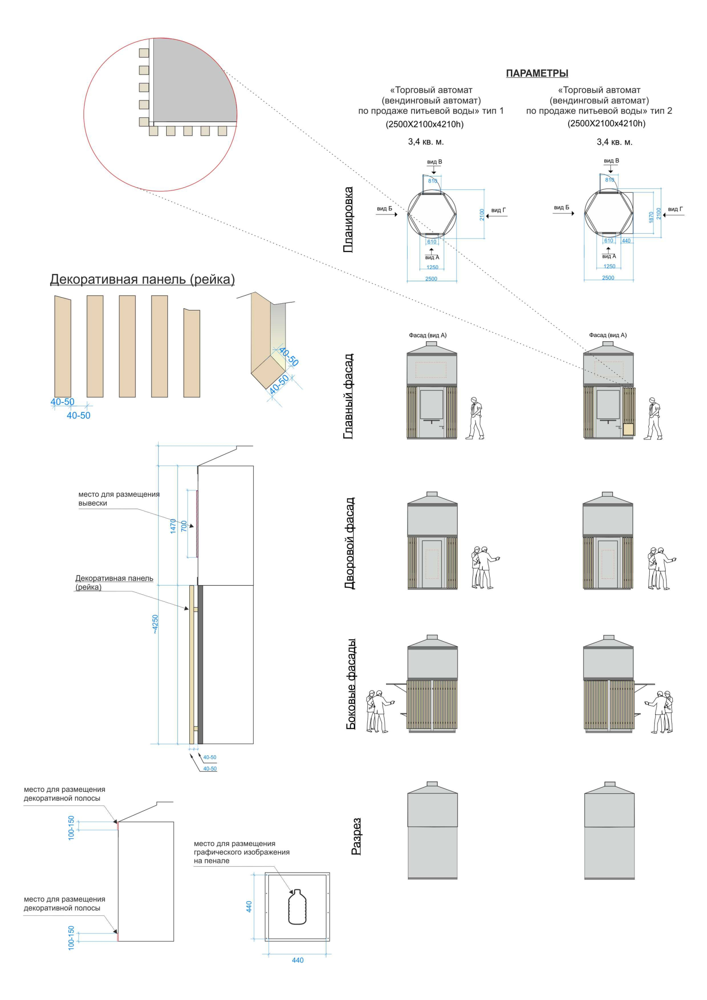 ПАРАМЕТРЫ
«Торговый автомат
(вендинговый автомат)
по продаже питьевой воды» тип 1
(2500Х2100х4210h)
3,4 кв. м.
«Торговый автомат
(вендинговый автомат)
по продаже питьевой воды» тип 2
(2500Х2100х4210h)
3,4 кв. м.
Планировка
вид В
810
вид Б
вид Г
2100
610
вид А
1250
2500
вид В
810
вид Б
вид Г
1870
2100
610
440
вид А
1250
2500
Декоративная панель (рейка)
40-50
40-50
40-50
40-50
Главный фасад
Фасад (вид А)
Фасад (вид А)
место для размещения
вывески
1470
700
Декоративная панель
(рейка)
~4250
40-50
40-50
Дворовой фасад
Боковые фасады
Разрез
место для размещения
декоративной полосы
100-150
место для размещения
декоративной полосы
100-150
место для размещения
графического изображения
на пенале
440
440